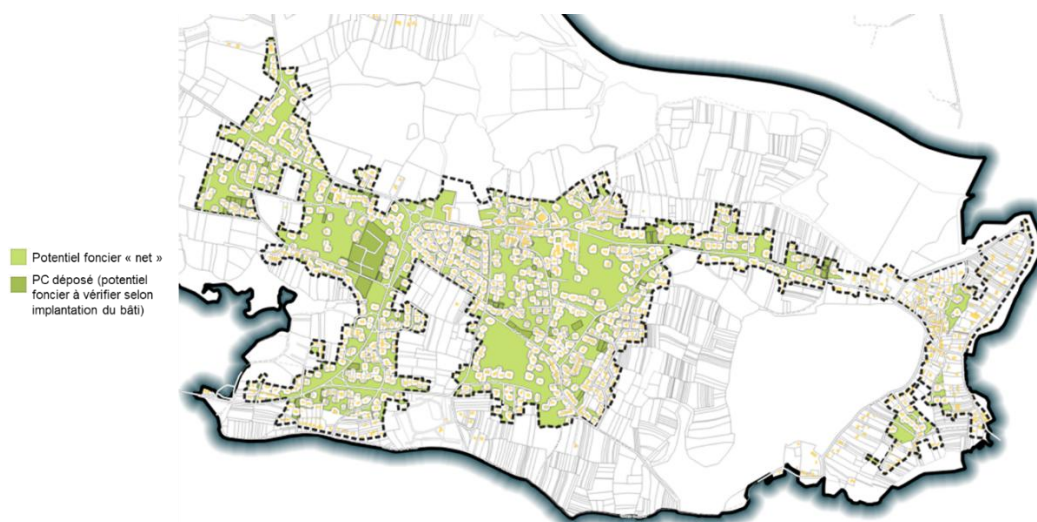 Potentiel foncier « net »
PC déposé (potentiel
foncier à vérifier selon
implantation du bâti)